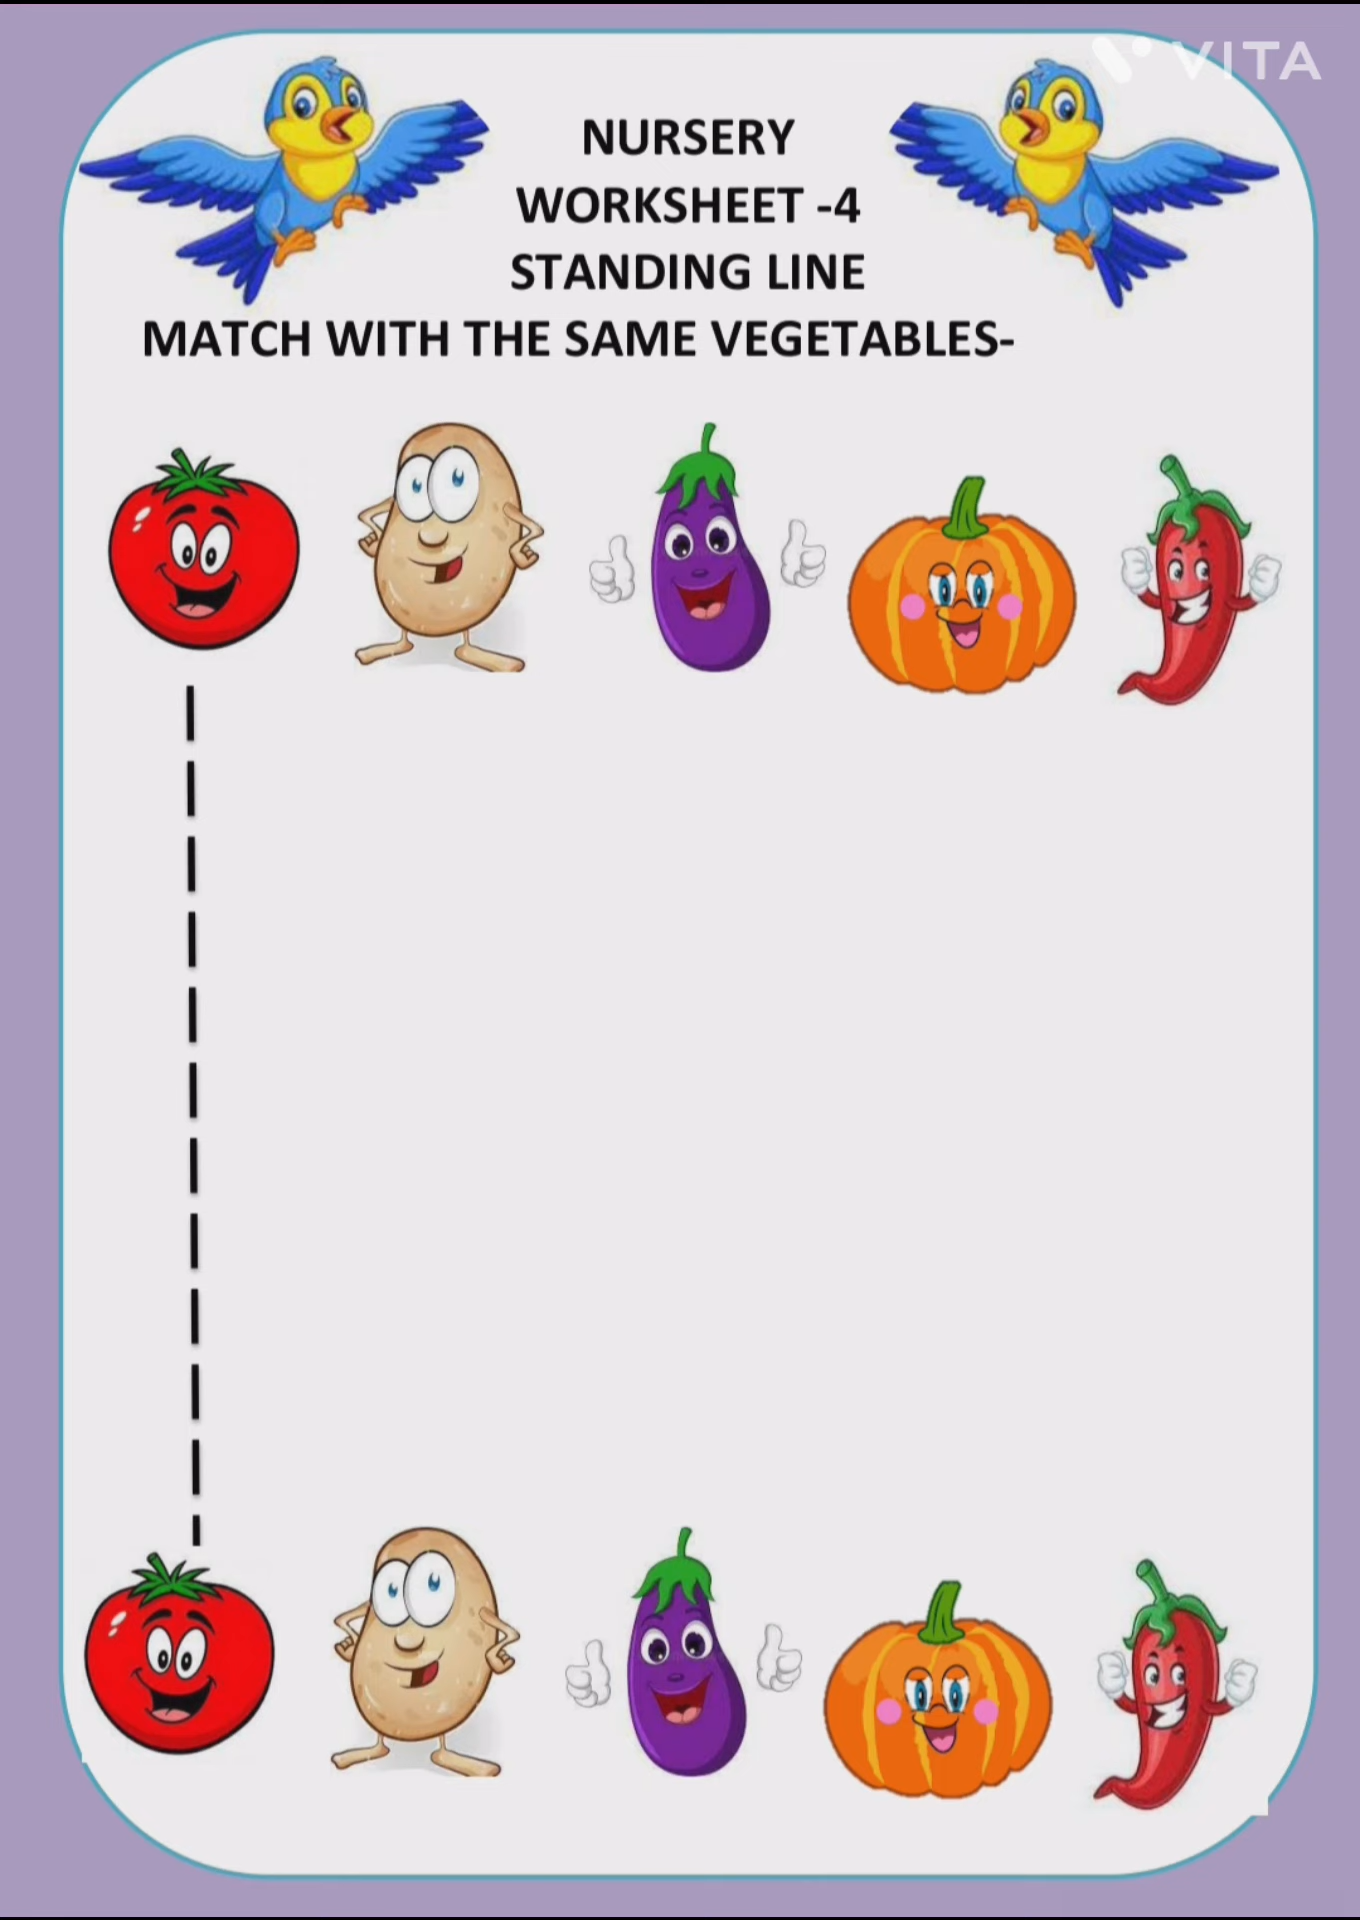 VITA
NURSERY
WORKSHEET -4
STANDING LINE
MATCH WITH THE SAME VEGETABLES-